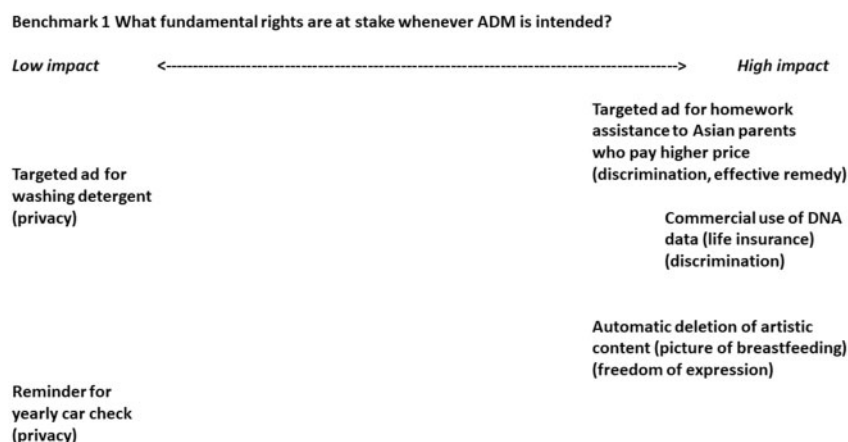 Benchmark 1 What fundamental rights are at stake whenever ADM is intended?
Low impact <-----------------------------------------------------------------------------------------------> High impact
Targeted ad for homework
assistance to Asian parents
who pay higher price
(discrimination, effective remedy)
Targeted ad for
washing detergent
(privacy)
Commercial use of DNA
data (life insurance)
(discrimination)
Automatic deletion of artistic
content (picture of breastfeeding)
(freedom of expression)
Reminder for
yearly car check
(privacy)